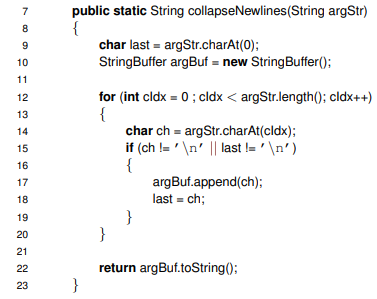 7 public static String collapseNewlines(String argStr)
8 {
9 char last = argStr.charAt(0);
10 StringBuffer argBuf = new StringBuffer();
11
12 for (int cIdx = 0 ; cIdx < argStr.length(); cIdx++)
13 {
14 char ch = argStr.charAt(cIdx);
15 if (ch != '\n' || last != '\n')
16 {
17 argBuf.append(ch);
18 last = ch;
19 }
20 }
21
22 return argBuf.toString();
23 }